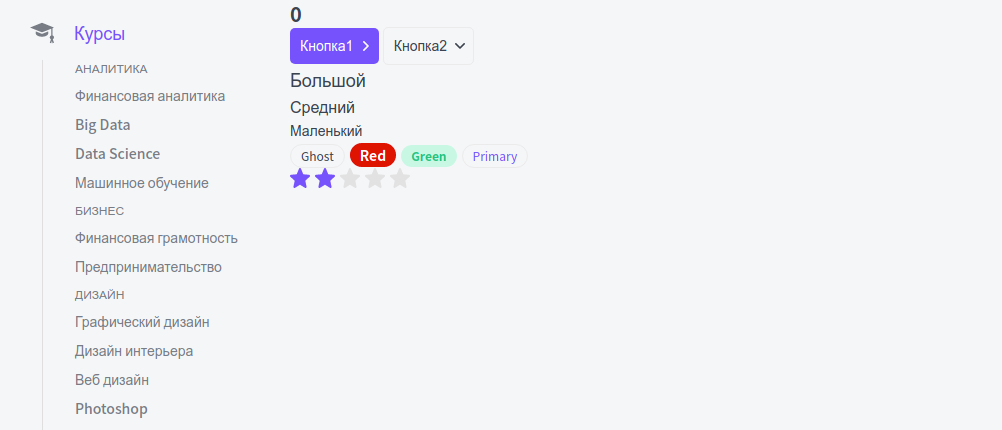 Курсы
АНАЛИТИКА
Финансовая аналитика
Big Data
Data Science
Машинное обучение
БИЗНЕС
Финансовая грамотность
Предпринимательство
ДИЗАЙН
Графический дизайн
Дизайн интерьера
Веб дизайн
Photoshop
0
Кнопка1 Кнопка2
Большой
Средний
Маленький
Ghost Red Green Primary